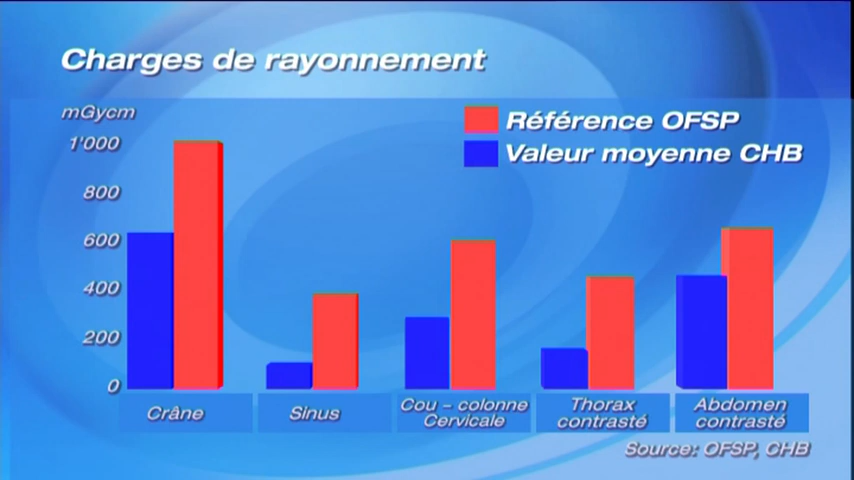 Charges de rayonnement
mGycm
Référence OFSP
Valeur moyenne CHB
1'000
800
600
400
200
0
Crâne
Sinus
Cou - colonne
Cervicale
Thorax
contrasté
Abdomen
contrasté
Source: OFSP, CHB